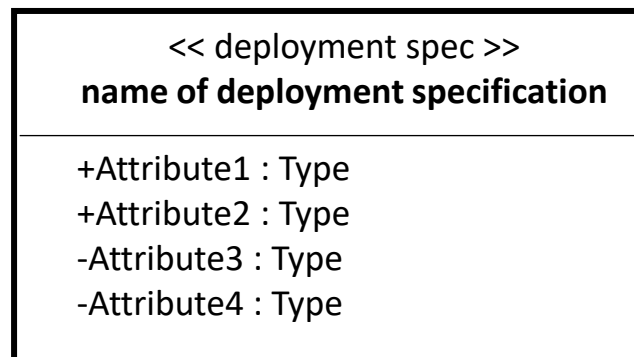 << deployment spec >>
name of deployment specification
+Attribute1 : Type
+Attribute2 : Type
-Attribute3 : Type
-Attribute4 : Type